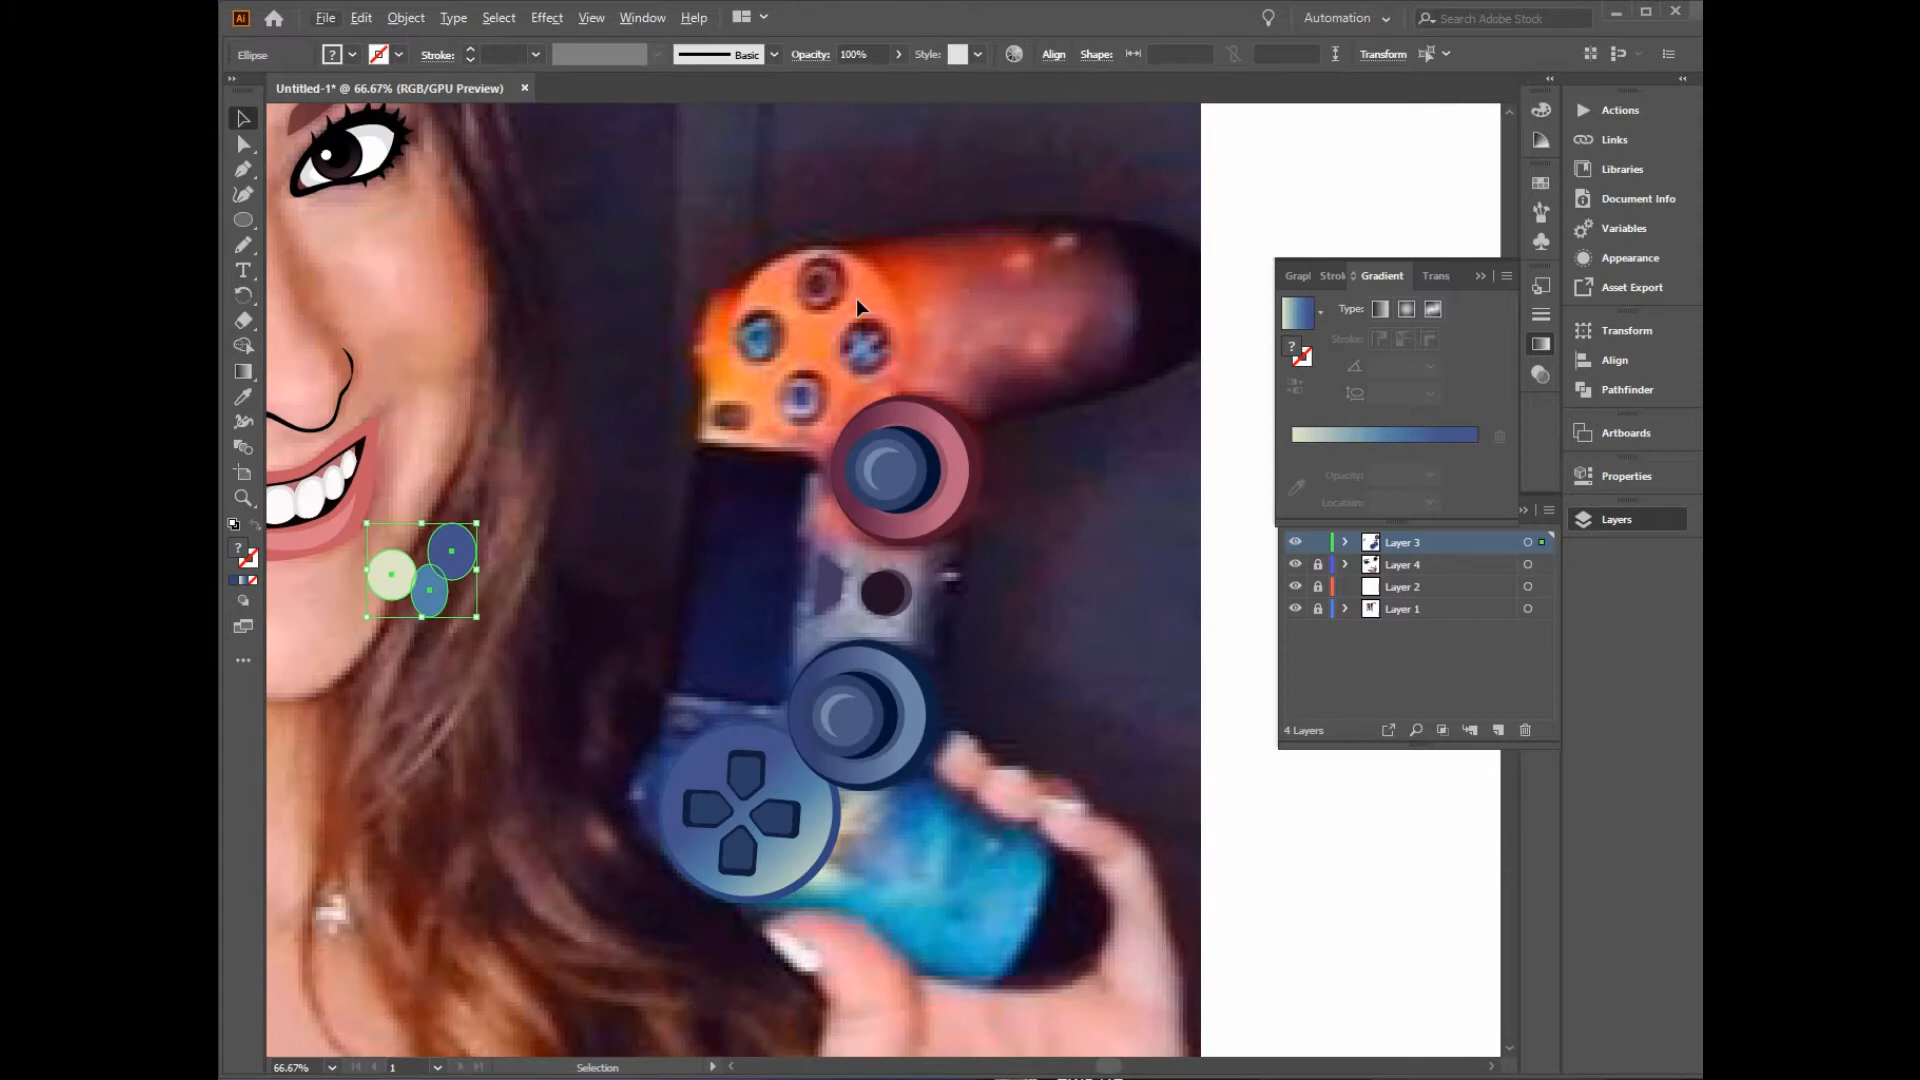 Ai File Edit Object Type Select Effect View Window Help Automation Search Adobe Stock
Ellipse ? Stroke: Basic Opacity: 100% Style: Align Shape: Transform
Untitled-1* @ 66.67% (RGB/GPU Preview) ×
Actions
Links
Libraries
Document Info
Variables
Appearance
Asset Export
Transform
Align
Pathfinder
Artboards
Properties
Layers
Grapl Strok Gradient Trans
Type:
Stroke:
?
Opacity:
Location:
Layer 3
Layer 4
Layer 2
Layer 1
4 Layers
T
?
66.67% 1 Selection